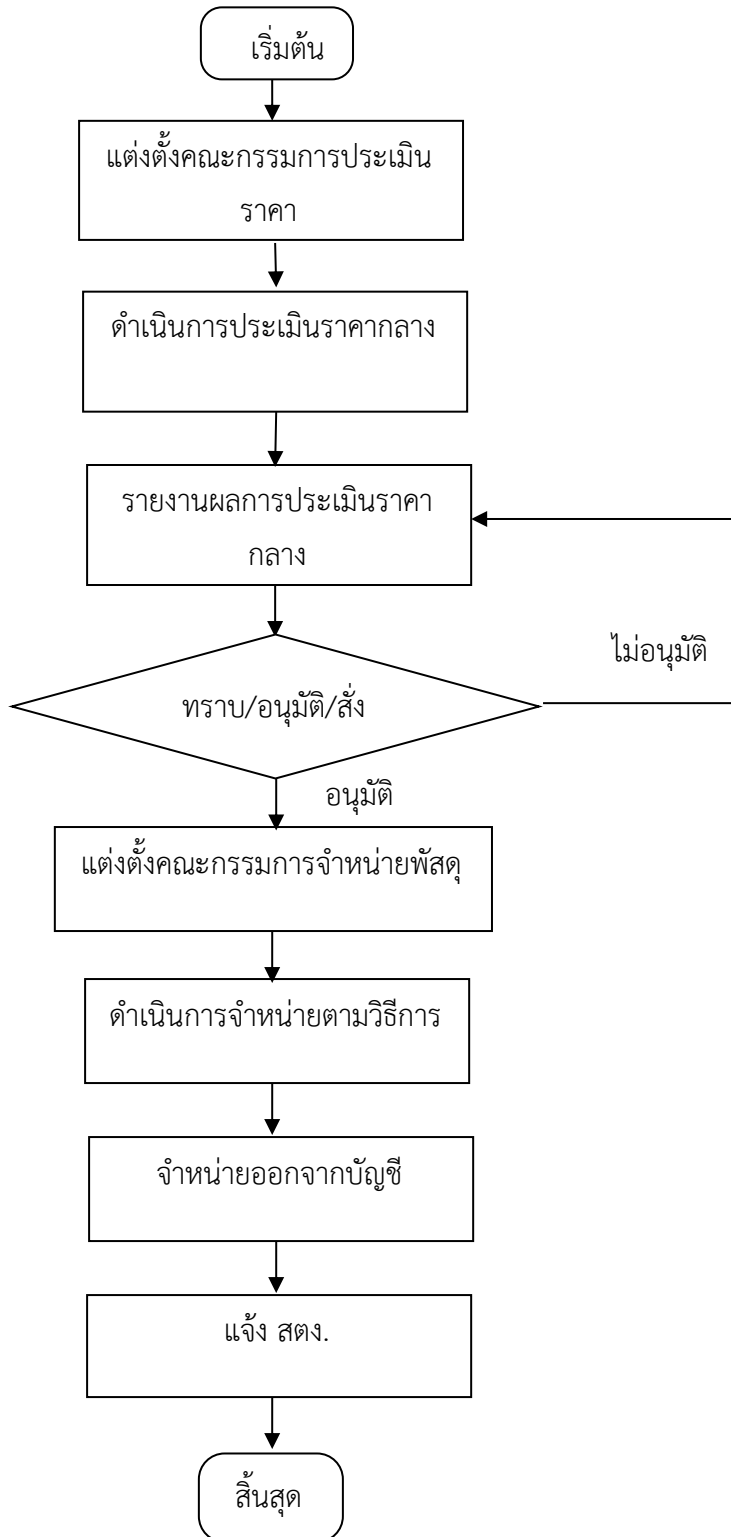 เริ่มต้น
แต่งตั้งคณะกรรมการประเมิน
ราคา
ดำเนินการประเมินราคากลาง
รายงานผลการประเมินราคา
กลาง
ไม่อนุมัติ
ทราบ/อนุมัติ/สั่ง
อนุมัติ
แต่งตั้งคณะกรรมการจำหน่ายพัสดุ
ดำเนินการจำหน่ายตามวิธีการ
จำหน่ายออกจากบัญชี
แจ้ง สตง.
สิ้นสุด